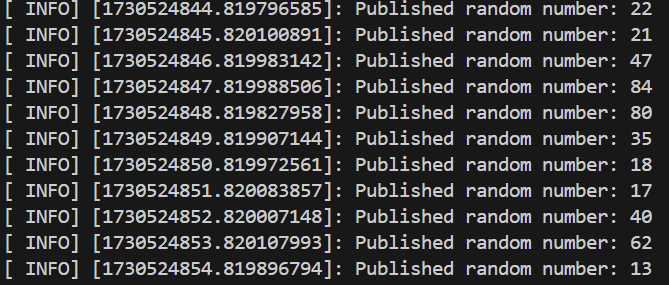 [ INFO] [1730524844.819796585]: Published random number: 22
[ INFO] [1730524845.820100891]: Published random number: 21
[ INFO] [1730524846.819983142]: Published random number: 47
[ INFO] [1730524847.819988506]: Published random number: 84
[ INFO] [1730524848.819827958]: Published random number: 80
[ INFO] [1730524849.819907144]: Published random number: 35
[ INFO] [1730524850.819972561]: Published random number: 18
[ INFO] [1730524851.820083857]: Published random number: 17
[ INFO] [1730524852.820007148]: Published random number: 40
[ INFO] [1730524853.820107993]: Published random number: 62
[ INFO] [1730524854.819896794]: Published random number: 13